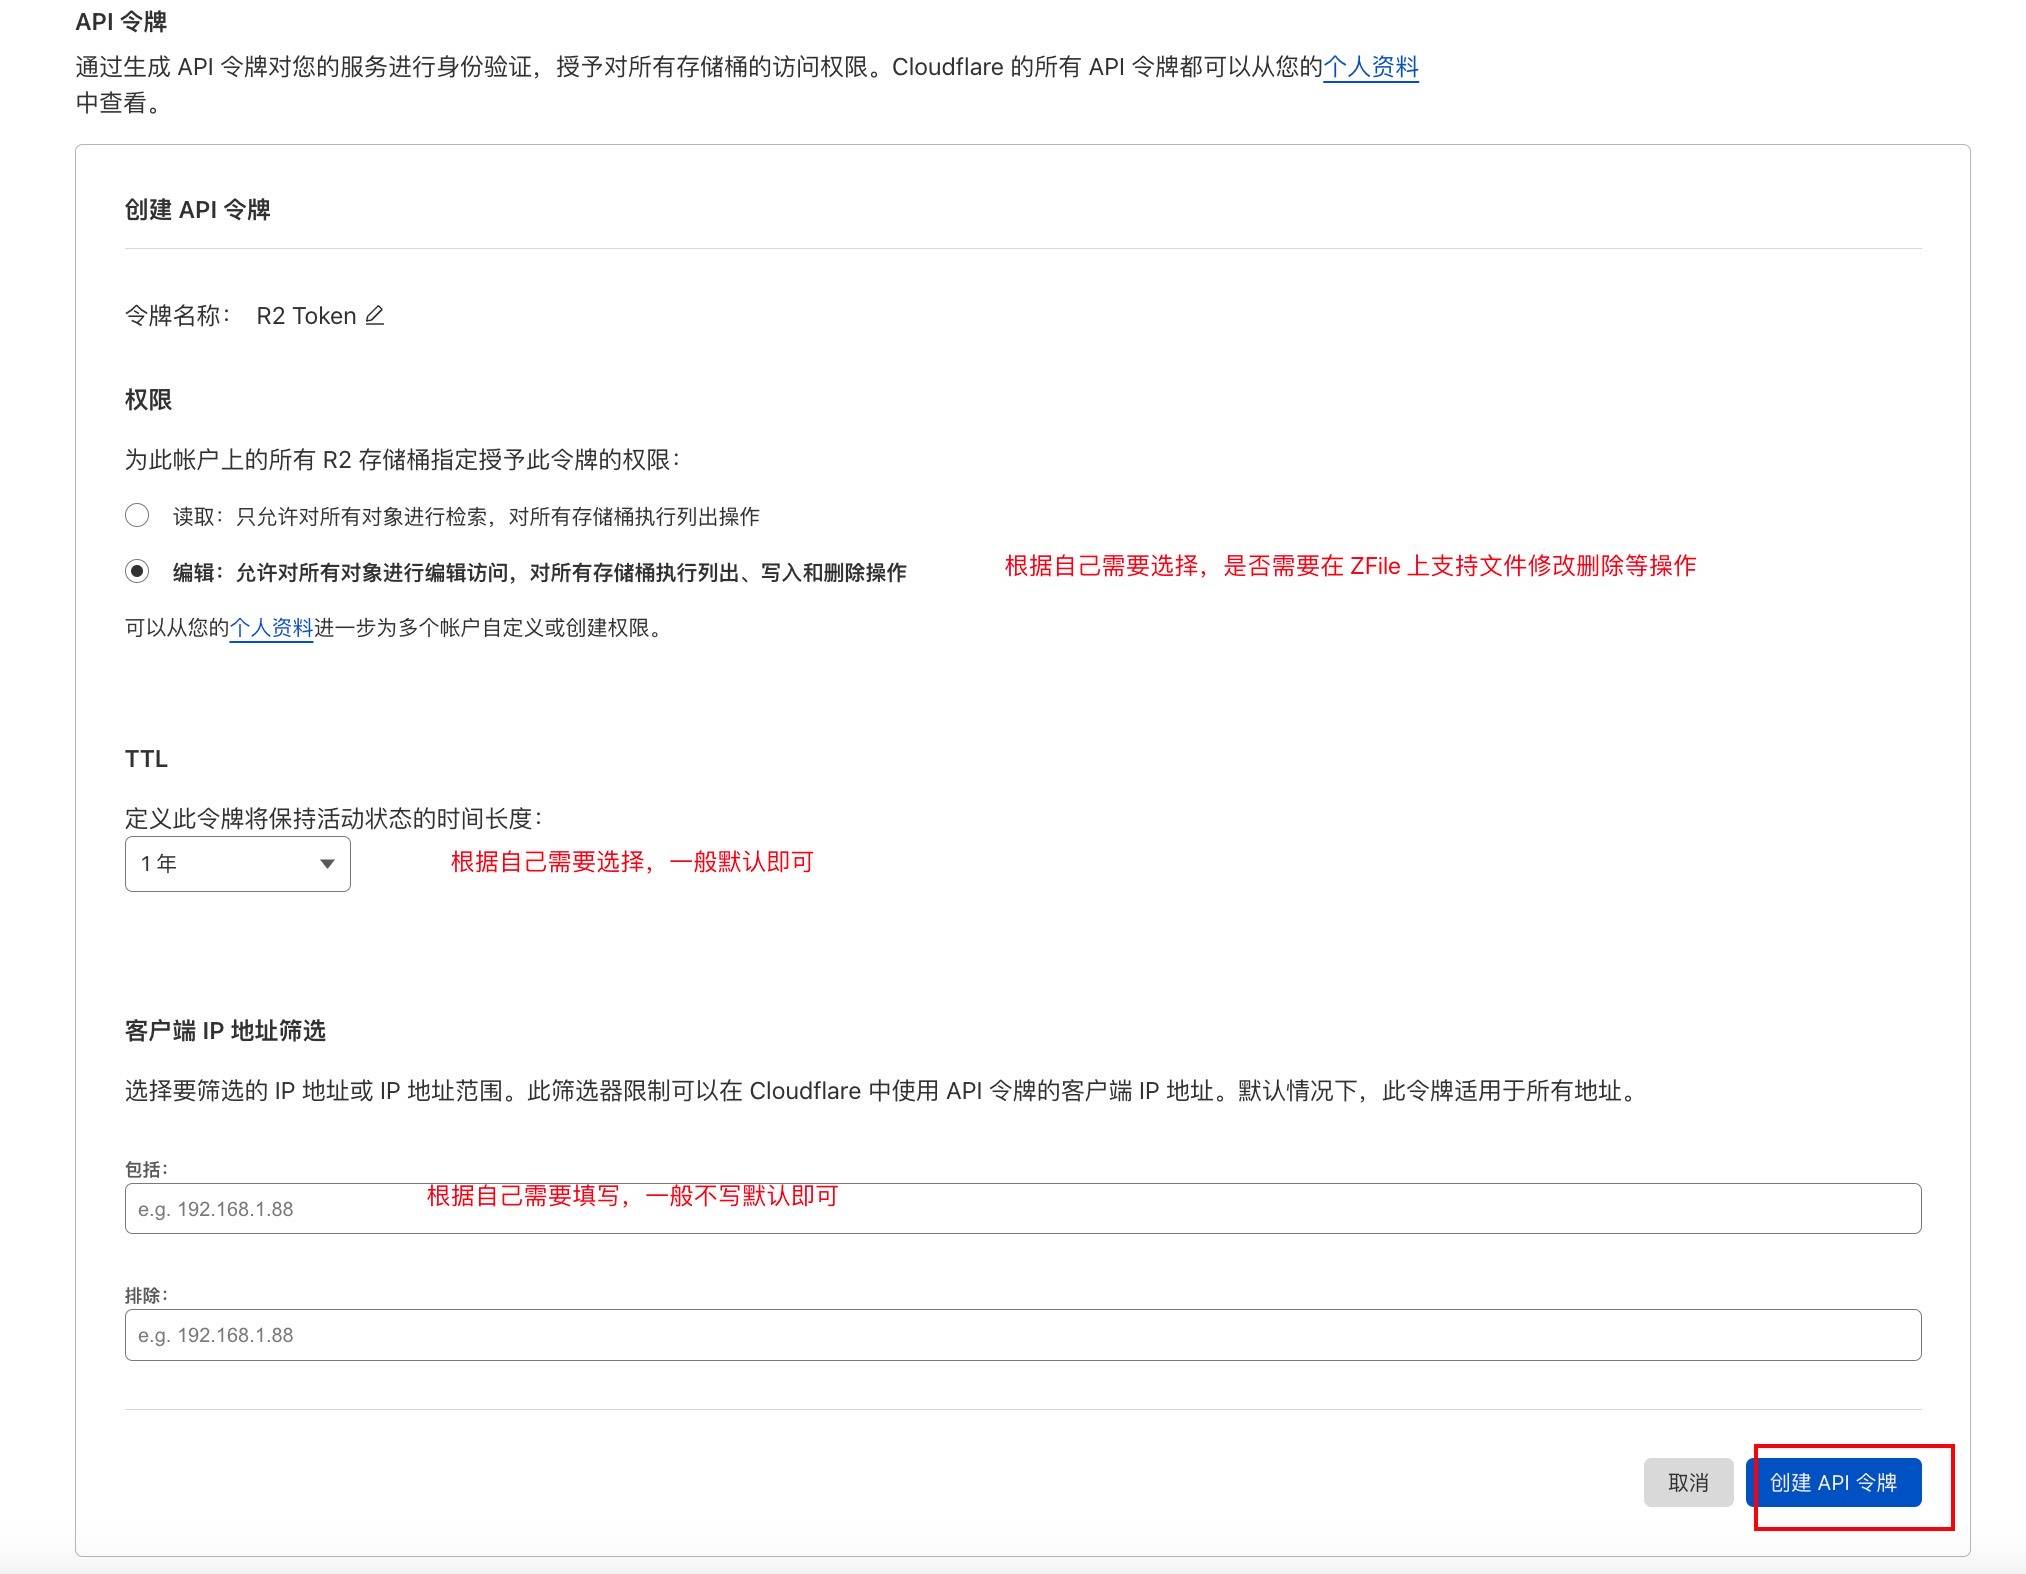 API 令牌
通过生成 API 令牌对您的服务进行身份验证，授予对所有存储桶的访问权限。Cloudflare 的所有 API 令牌都可以从您的个人资料
中查看。
创建 API 令牌
令牌名称： R2 Token
权限
为此帐户上的所有 R2 存储桶指定授予此令牌的权限：
读取：只允许对所有对象进行检索，对所有存储桶执行列出操作
编辑：允许对所有对象进行编辑访问，对所有存储桶执行列出、写入和删除操作
根据自己需要选择，是否需要在 ZFile 上支持文件修改删除等操作
可以从您的个人资料进一步为多个帐户自定义或创建权限。
TTL
定义此令牌将保持活动状态的时间长度：
1 年
根据自己需要选择，一般默认即可
客户端 IP 地址筛选
选择要筛选的 IP 地址或 IP 地址范围。此筛选器限制可以在 Cloudflare 中使用 API 令牌的客户端 IP 地址。默认情况下，此令牌适用于所有地址。
包括：
e.g. 192.168.1.88
根据自己需要填写，一般不写默认即可
排除：
e.g. 192.168.1.88
取消
创建 API 令牌